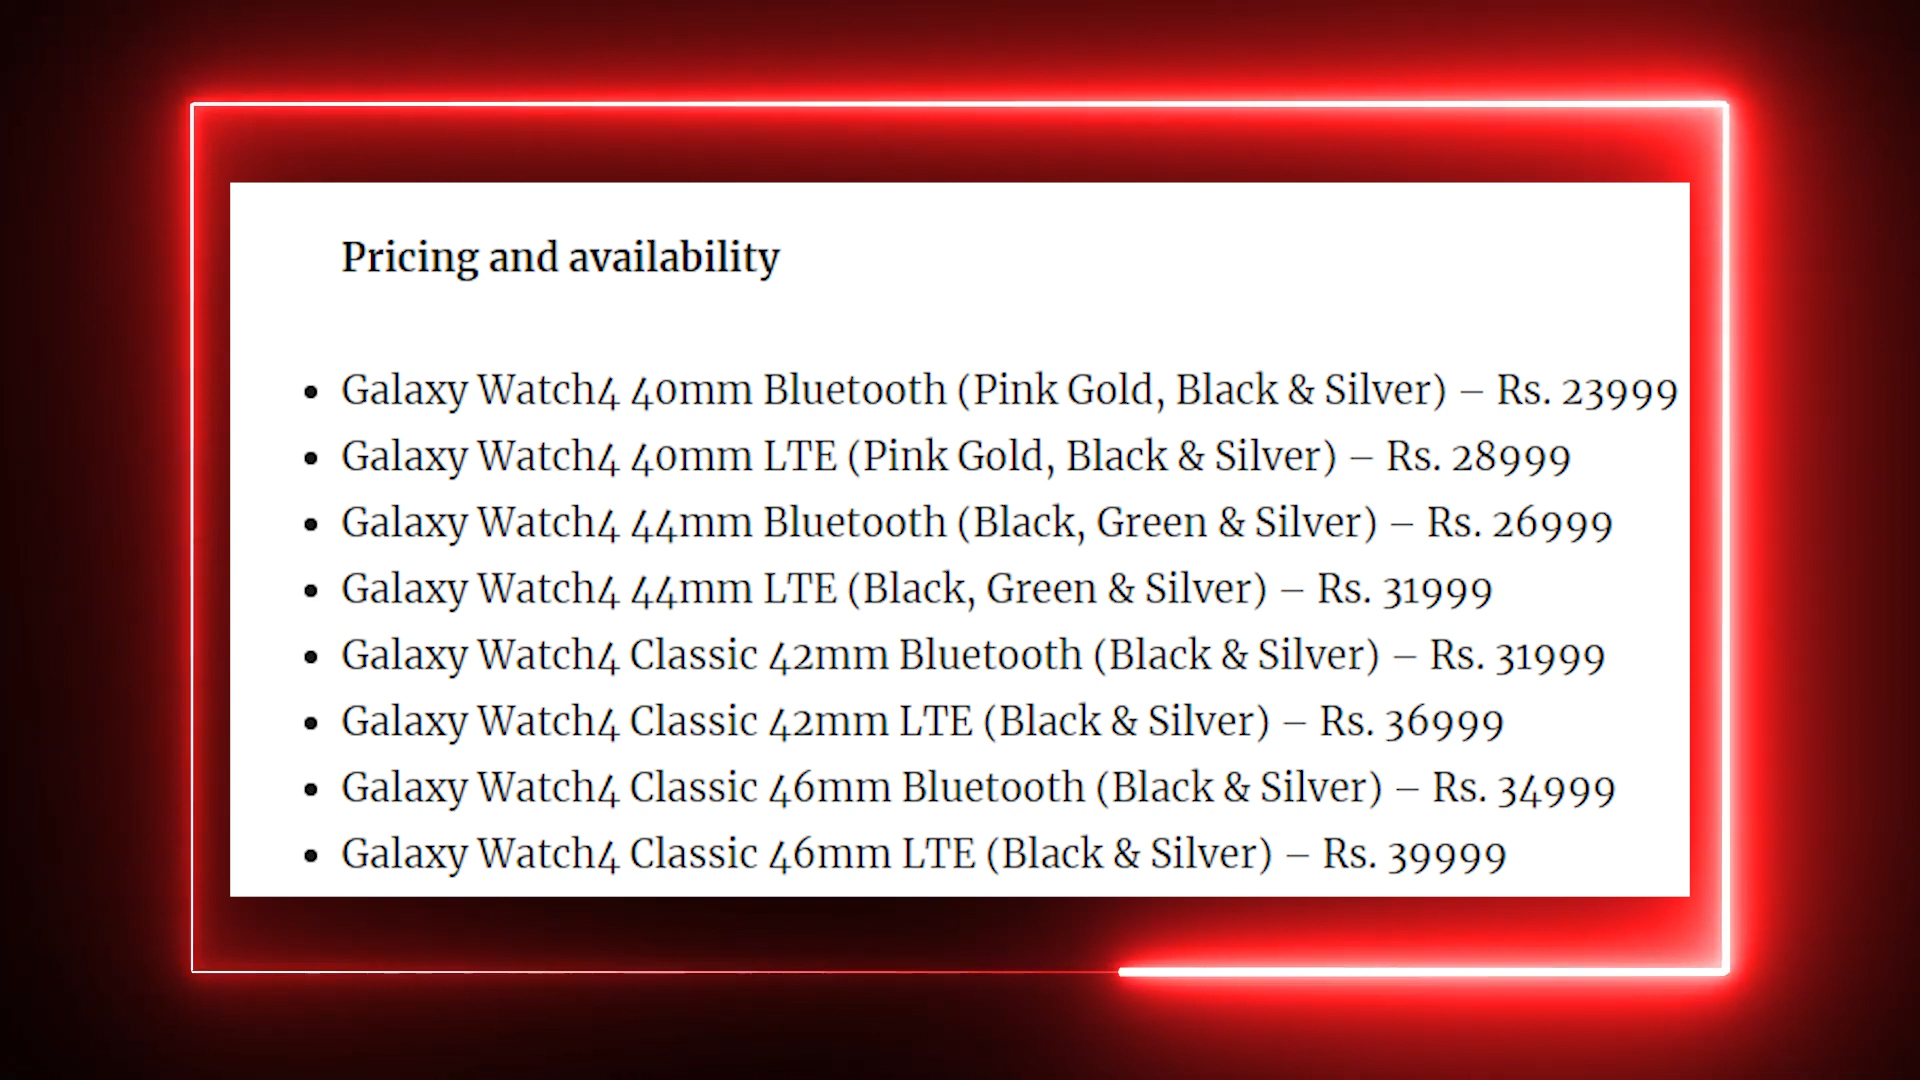 Pricing and availability
• Galaxy Watch4 40mm Bluetooth (Pink Gold, Black & Silver) – Rs. 23999
• Galaxy Watch4 40mm LTE (Pink Gold, Black & Silver) – Rs. 28999
• Galaxy Watch4 44mm Bluetooth (Black, Green & Silver) – Rs. 26999
• Galaxy Watch4 44mm LTE (Black, Green & Silver) – Rs. 31999
• Galaxy Watch4 Classic 42mm Bluetooth (Black & Silver) – Rs. 31999
• Galaxy Watch4 Classic 42mm LTE (Black & Silver) – Rs. 36999
• Galaxy Watch4 Classic 46mm Bluetooth (Black & Silver) – Rs. 34999
• Galaxy Watch4 Classic 46mm LTE (Black & Silver) – Rs. 39999